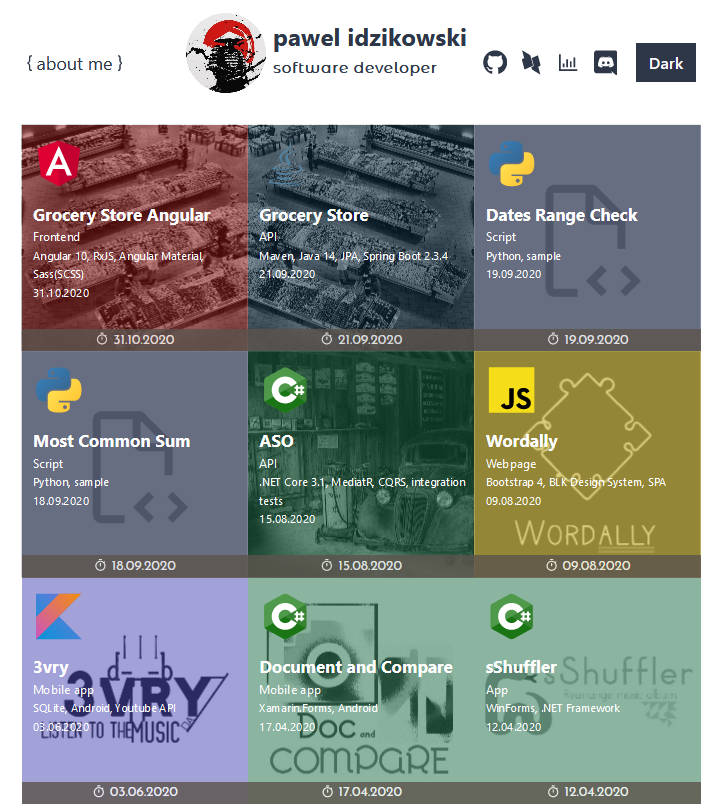 { about me }
pawel idzikowski
software developer
Dark
Grocery Store Angular
Frontend
Angular 10, RxJS, Angular Material,
Sass(SCSS)
31.10.2020
31.10.2020
Grocery Store
API
Maven, Java 14, JPA, Spring Boot 2.3.4
21.09.2020
21.09.2020
Dates Range Check
Script
Python, sample
19.09.2020
19.09.2020
Most Common Sum
Script
Python, sample
18.09.2020
18.09.2020
C#
ASO
API
.NET Core 3.1, MediatR, CQRS, integration
tests
15.08.2020
15.08.2020
JS
Wordally
Webpage
Bootstrap 4, BLK Design System, SPA
09.08.2020
WORDALLY
09.08.2020
3vry
Mobile app
SQLite, Android, Youtube API
03.06.2020
3VRY
DAY
LISTEN TO THE MUSIC
03.06.2020
C#
Document and Compare
Mobile app
Xamarin.Forms, Android
17.04.2020
Doc and
COMPARE
17.04.2020
C#
sShuffler
App
WinForms, .NET Framework
12.04.2020
sShuffler
Rearrange music album
12.04.2020